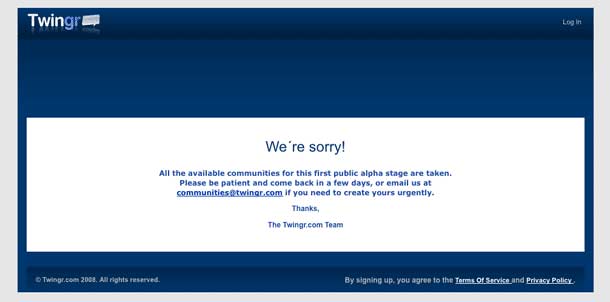 Twingr
Log In
We´re sorry!
All the available communities for this first public alpha stage are taken.
Please be patient and come back in a few days, or email us at
communities@twingr.com if you need to create yours urgently.
Thanks,
The Twingr.com Team
© Twingr.com 2008. All rights reserved.
By signing up, you agree to the Terms Of Service and Privacy Policy .